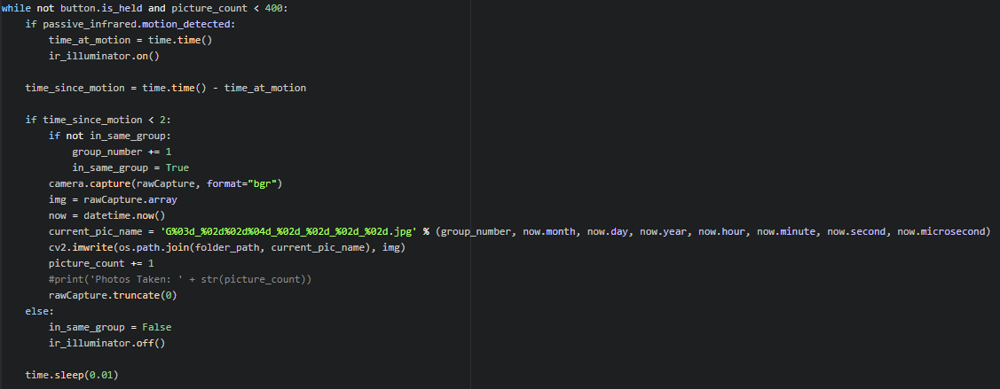 while not button.is_held and picture_count < 400:
    if passive_infrared.motion_detected:
        time_at_motion = time.time()
        ir_illuminator.on()

    time_since_motion = time.time() - time_at_motion

    if time_since_motion < 2:
        if not in_same_group:
            group_number += 1
            in_same_group = True
        camera.capture(rawCapture, format="bgr")
        img = rawCapture.array
        now = datetime.now()
        current_pic_name = 'G%03d_%02d%02d%04d_%02d_%02d_%02d_%02d.jpg' % (group_number, now.month, now.day, now.year, now.hour, now.minute, now.second, now.microsecond)
        cv2.imwrite(os.path.join(folder_path, current_pic_name), img)
        picture_count += 1
        #print('Photos Taken: ' + str(picture_count))
        rawCapture.truncate(0)
    else:
        in_same_group = False
        ir_illuminator.off()

    time.sleep(0.01)